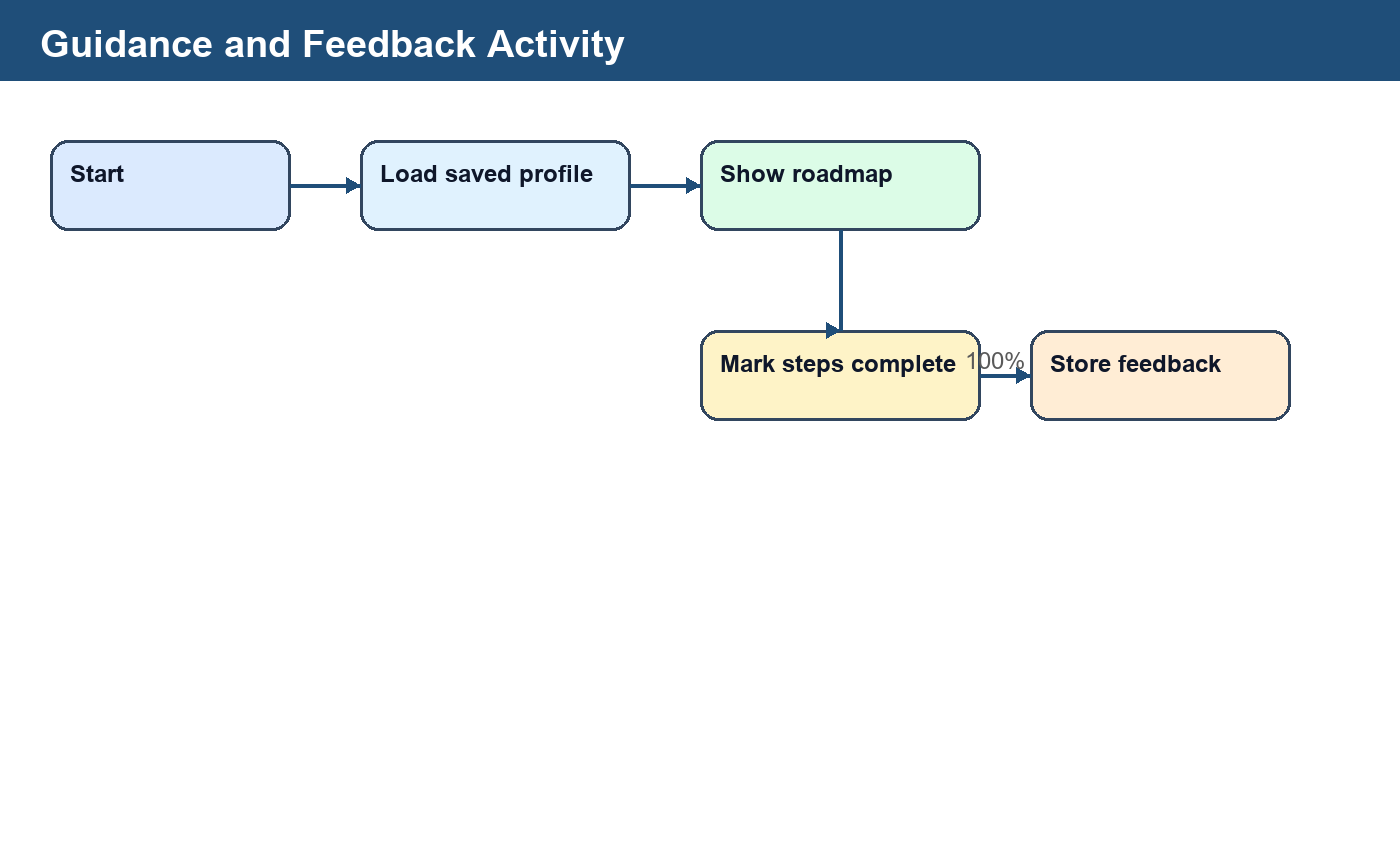 Guidance and Feedback Activity
Start
Load saved profile
Show roadmap
Mark steps complete
100%
Store feedback